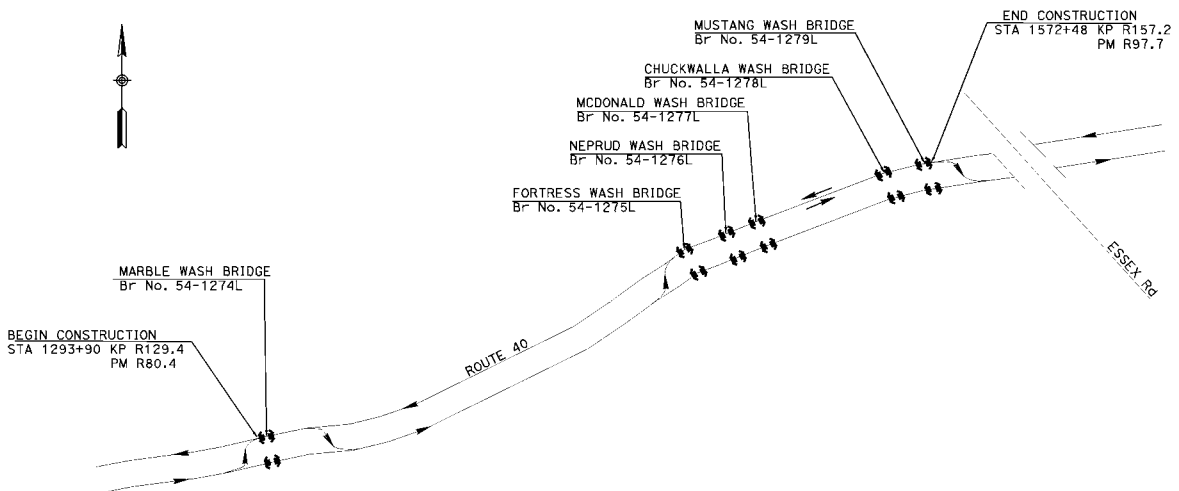 MUSTANG WASH BRIDGE
Br No. 54-1279L
END CONSTRUCTION
STA 1572+48 KP R157.2
PM R97.7
CHUCKWALLA WASH BRIDGE
Br No. 54-1278L
MCDONALD WASH BRIDGE
Br No. 54-1277L
NEPRUD WASH BRIDGE
Br No. 54-1276L
FORTRESS WASH BRIDGE
Br No. 54-1275L
ESSEX Rd
MARBLE WASH BRIDGE
Br No. 54-1274L
BEGIN CONSTRUCTION
STA 1293+90 KP R129.4
PM R80.4
ROUTE 40